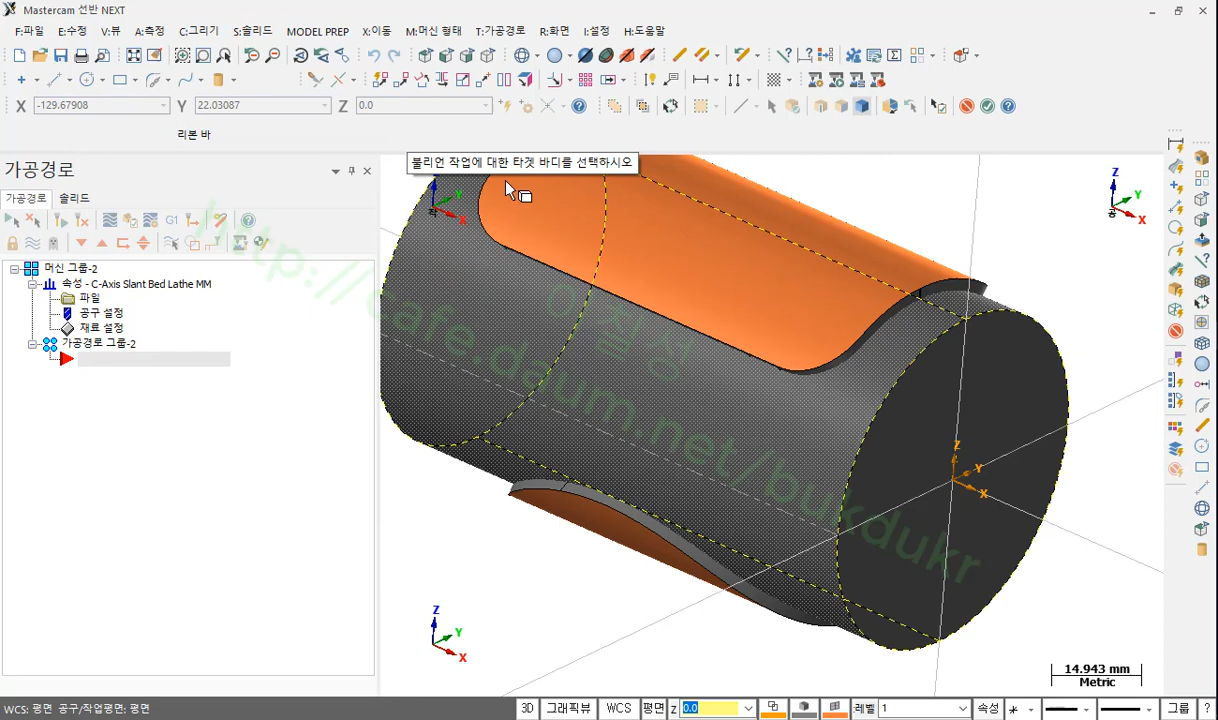 Mastercam 선반 NEXT
F:파일 E:수정 V:뷰 A:측정 C:그리기 S:솔리드 MODEL PREP X:이동 M:머신 형태 T:가공경로 R:화면 I:설정 H:도움말
X -129.67908 Y 22.03087 Z 0.0
리본 바
가공경로
불리언 작업에 대한 타겟 바디를 선택하시오
가공경로 솔리드
G1
머신 그룹-2
속성 - C-Axis Slant Bed Lathe MM
파일
공구 설정
재료 설정
가공경로 그룹-2
Z
Y
X
작
Z
Y
X
공
Z
Y
X
Z
Y
X
http://cafe.daum.net/bukdukr
이철성
14.943 mm
Metric
WCS: 평면 공구/작업평면: 평면 3D 그래픽뷰 WCS 평면 Z 0.0 레벨 1 속성 그룹 ?